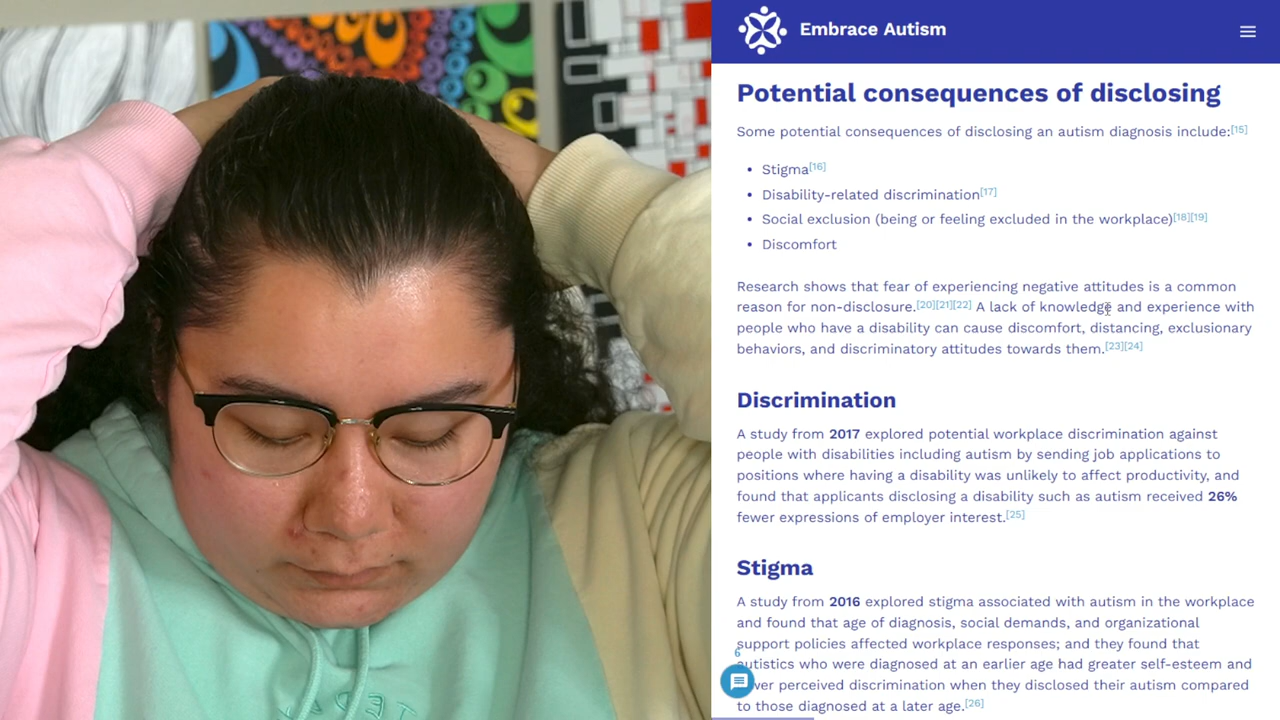 Embrace Autism
Potential consequences of disclosing
Some potential consequences of disclosing an autism diagnosis include:[15]
• Stigma[16]
• Disability-related discrimination[17]
• Social exclusion (being or feeling excluded in the workplace)[18][19]
• Discomfort
Research shows that fear of experiencing negative attitudes is a common
reason for non-disclosure.[20][21][22] A lack of knowledge and experience with
people who have a disability can cause discomfort, distancing, exclusionary
behaviors, and discriminatory attitudes towards them.[23][24]
Discrimination
A study from 2017 explored potential workplace discrimination against
people with disabilities including autism by sending job applications to
positions where having a disability was unlikely to affect productivity, and
found that applicants disclosing a disability such as autism received 26%
fewer expressions of employer interest.[25]
Stigma
A study from 2016 explored stigma associated with autism in the workplace
and found that age of diagnosis, social demands, and organizational
support policies affected workplace responses; and they found that
6
autistics who were diagnosed at an earlier age had greater self-esteem and
wer perceived discrimination when they disclosed their autism compared
to those diagnosed at a later age.[26]